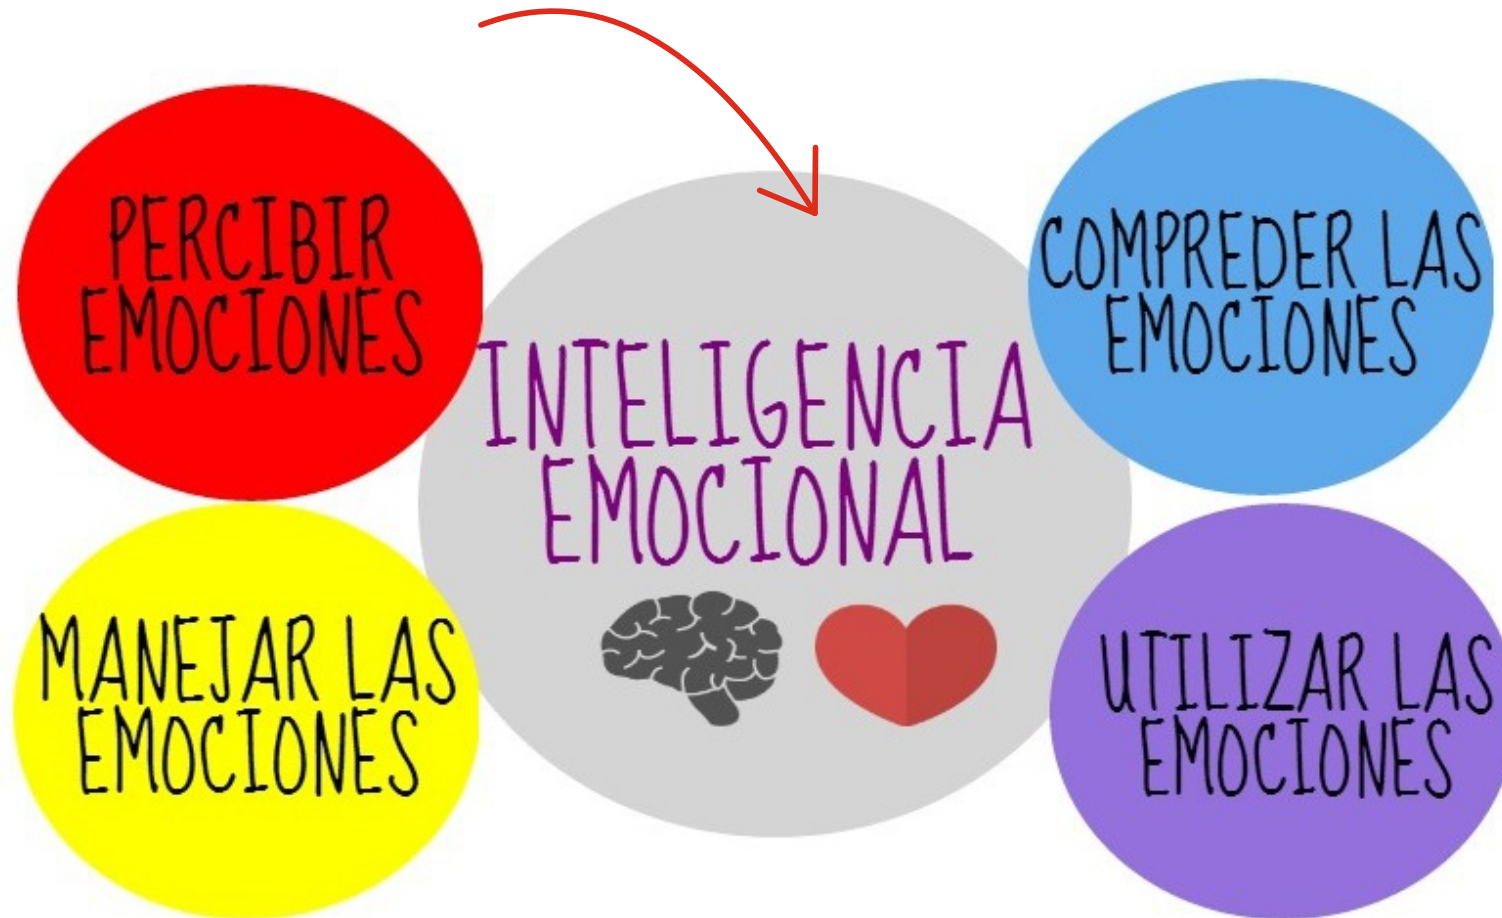 PERCIBIR
EMOCIONES
COMPREDER LAS
EMOCIONES
INTELIGENCIA
EMOCIONAL
MANEJAR LAS
EMOCIONES
UTILIZAR LAS
EMOCIONES